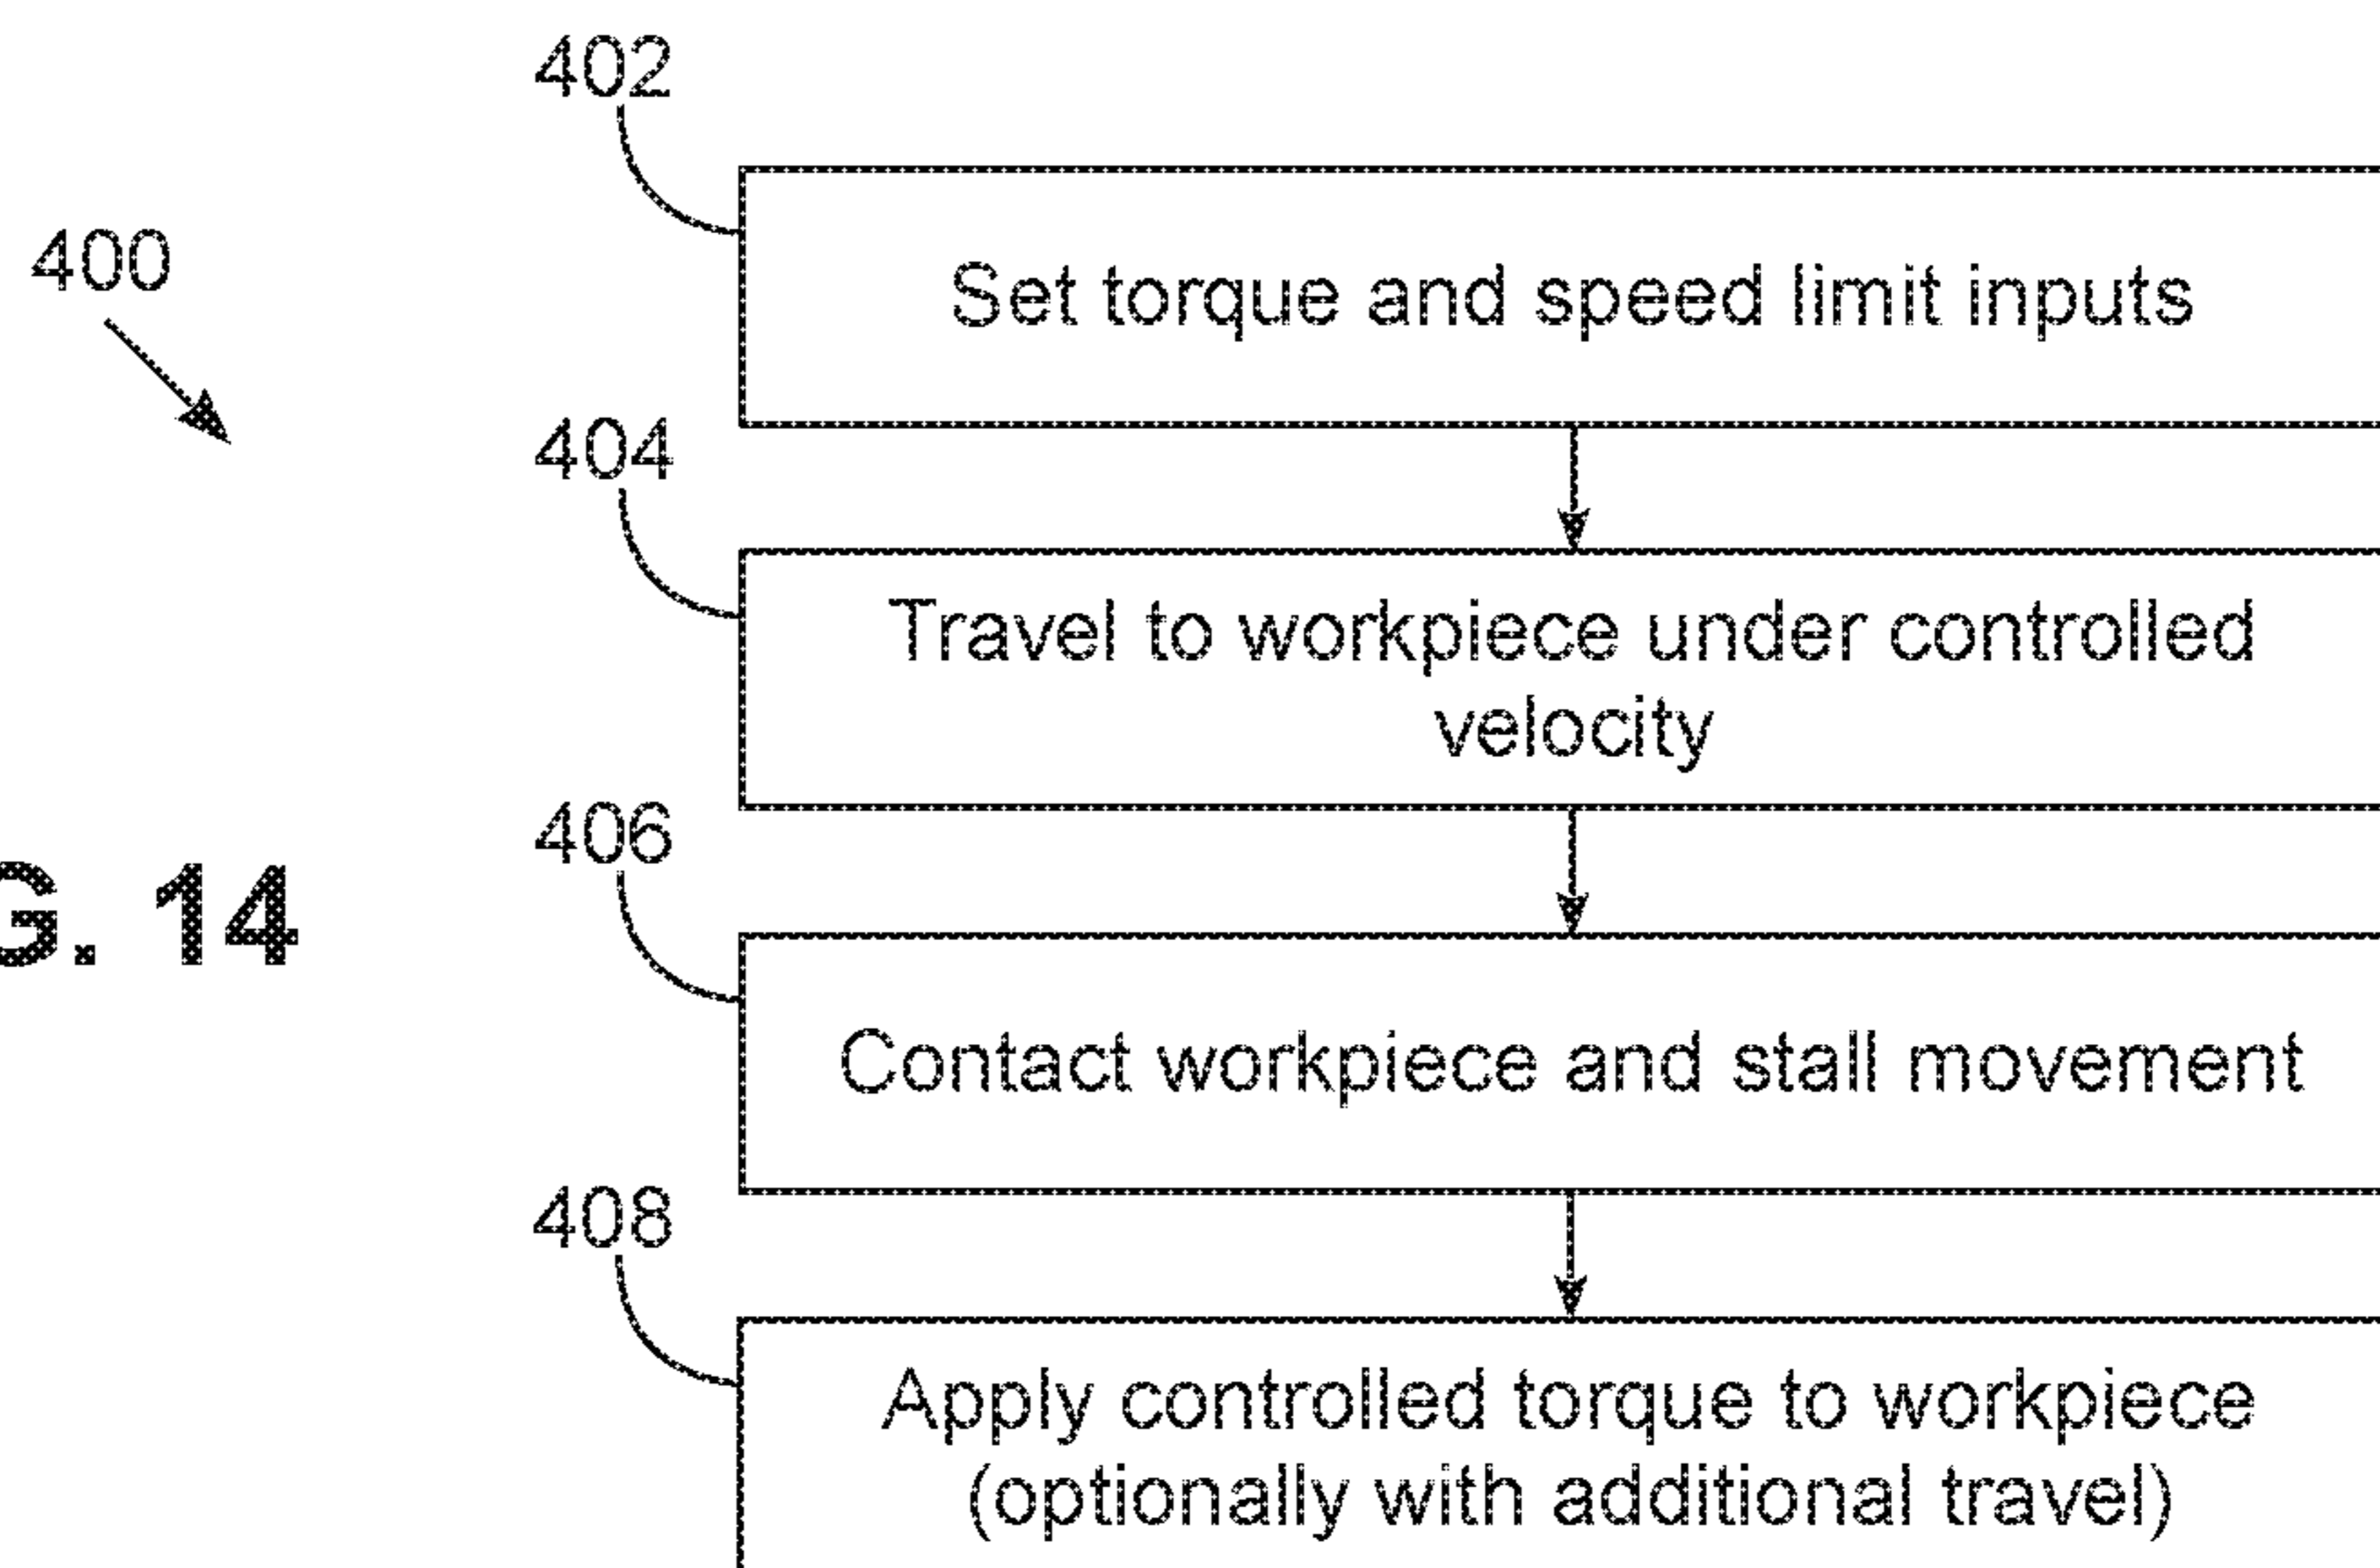 402
Set torque and speed limit inputs
400
404
Travel to workpiece under controlled
velocity
406
G. 14
Contact workpiece and stall movement
408
Apply controlled torque to workpiece
(optionally with additional travel)